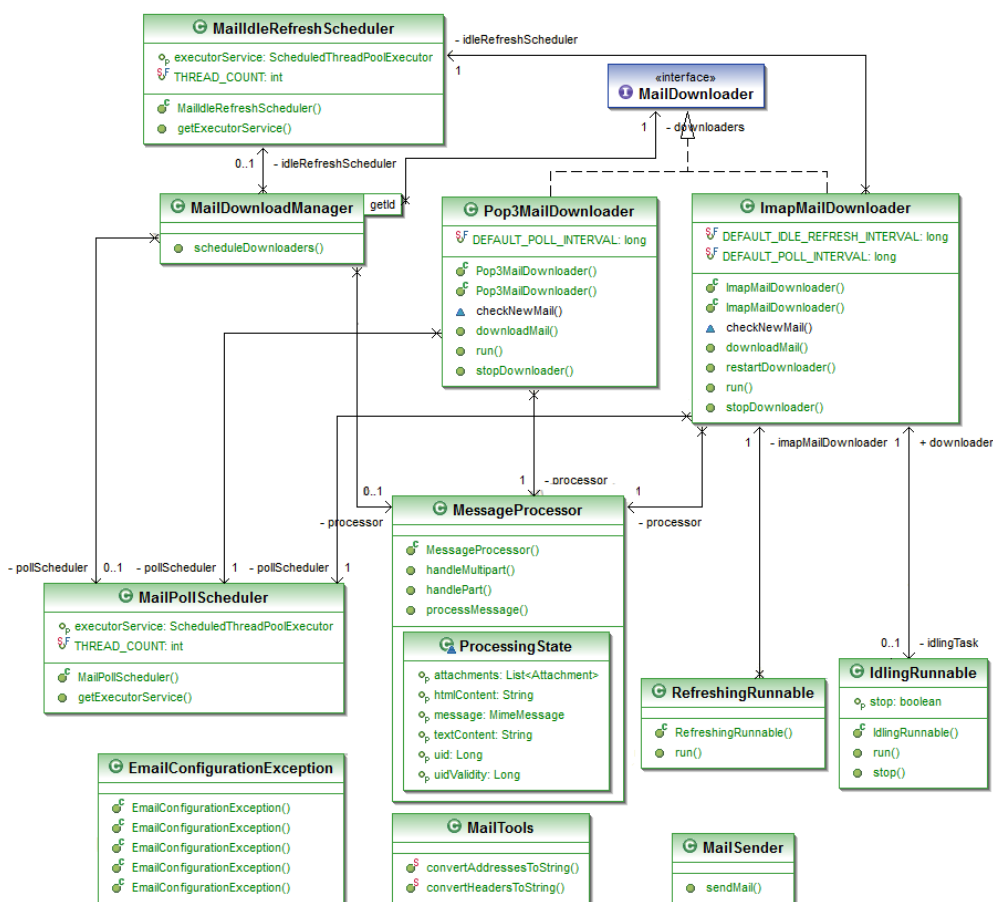 MailIdleRefreshScheduler
executorService: ScheduledThreadPoolExecutor
THREAD_COUNT: int
MailIdleRefreshScheduler()
getExecutorService()
- idleRefreshScheduler
1
«interface»
MailDownloader
1 - downloaders
0..1 - idleRefreshScheduler
MailDownloadManager
getId
scheduleDownloaders()
Pop3MailDownloader
DEFAULT_POLL_INTERVAL: long
Pop3MailDownloader()
Pop3MailDownloader()
checkNewMail()
downloadMail()
run()
stopDownloader()
ImapMailDownloader
DEFAULT_IDLE_REFRESH_INTERVAL: long
DEFAULT_POLL_INTERVAL: long
ImapMailDownloader()
ImapMailDownloader()
checkNewMail()
downloadMail()
restartDownloader()
run()
stopDownloader()
1 - imapMailDownloader
1 + downloader
0..1
- processor
1 - processor
1
- processor
MessageProcessor
MessageProcessor()
handleMultipart()
handlePart()
processMessage()
ProcessingState
attachments: List<Attachment>
htmlContent: String
message: MimeMessage
textContent: String
uid: Long
uidValidity: Long
- pollScheduler 0..1
- pollScheduler 1
- pollScheduler 1
MailPollScheduler
executorService: ScheduledThreadPoolExecutor
THREAD_COUNT: int
MailPollScheduler()
getExecutorService()
0..1 - idlingTask
RefreshingRunnable
RefreshingRunnable()
run()
IdlingRunnable
stop: boolean
IdlingRunnable()
run()
stop()
EmailConfigurationException
EmailConfigurationException()
EmailConfigurationException()
EmailConfigurationException()
EmailConfigurationException()
EmailConfigurationException()
MailTools
convertAddressesToString()
convertHeadersToString()
MailSender
sendMail()